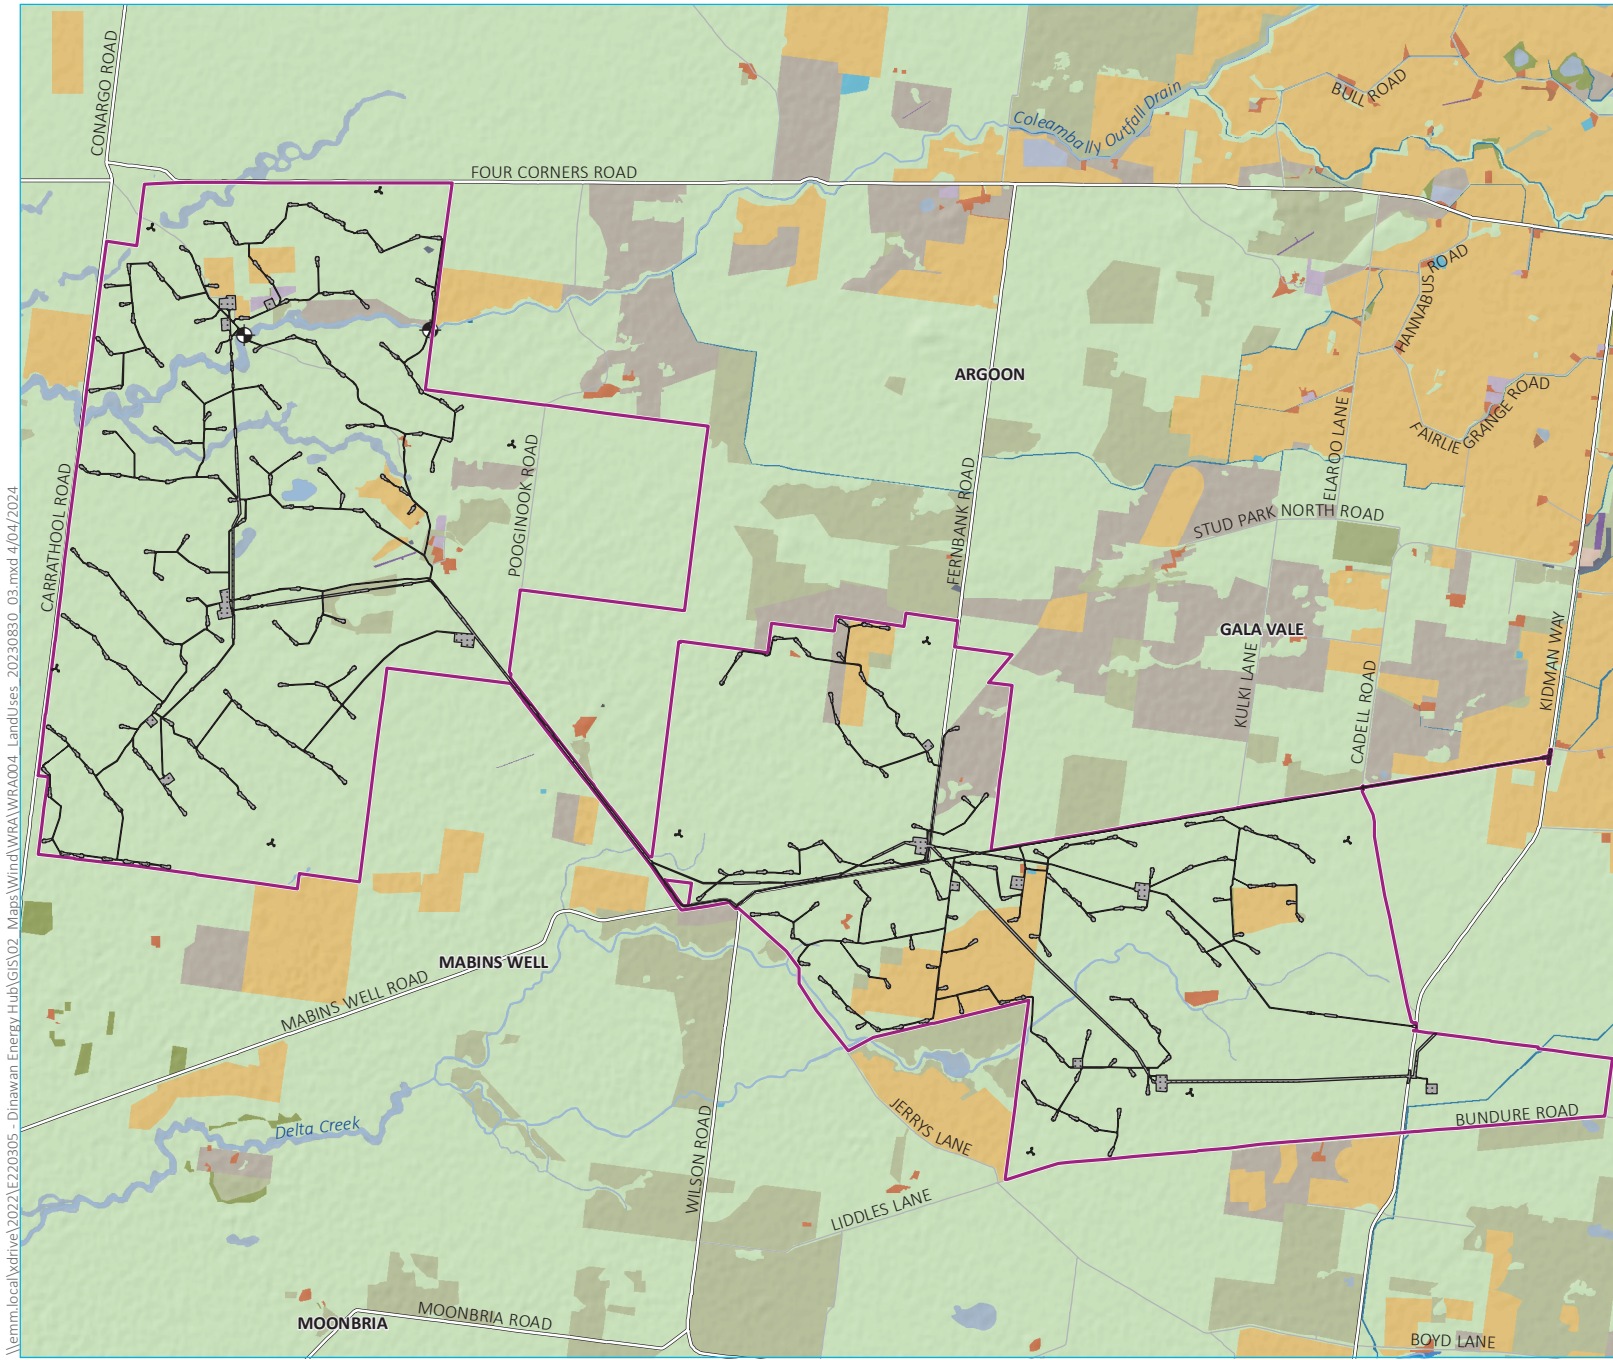 CONARGO ROAD
FOUR CORNERS ROAD
Coleambally Outfall Drain
BULL ROAD
HANNABUS ROAD
ARGOON
FAIRLIE GRANGE ROAD
ELAROO LANE
POOGINOOK ROAD
FERNBANK ROAD
STUD PARK NORTH ROAD
CARRATHOOL ROAD
GALA VALE
KULKI LANE
CADELL ROAD
KIDMAN WAY
MABINS WELL
MABINS WELL ROAD
Delta Creek
WILSON ROAD
JERRYS LANE
BUNDURE ROAD
LIDDLES LANE
MOONBRIA
MOONBRIA ROAD
BOYD LANE
\\emm.local\xdrive\2022\E220305 - Dinawan Energy Hub\GIS\02_Maps\Wind\WRA\WRA004_LandUses_20230830_03.mxd 4/04/2024